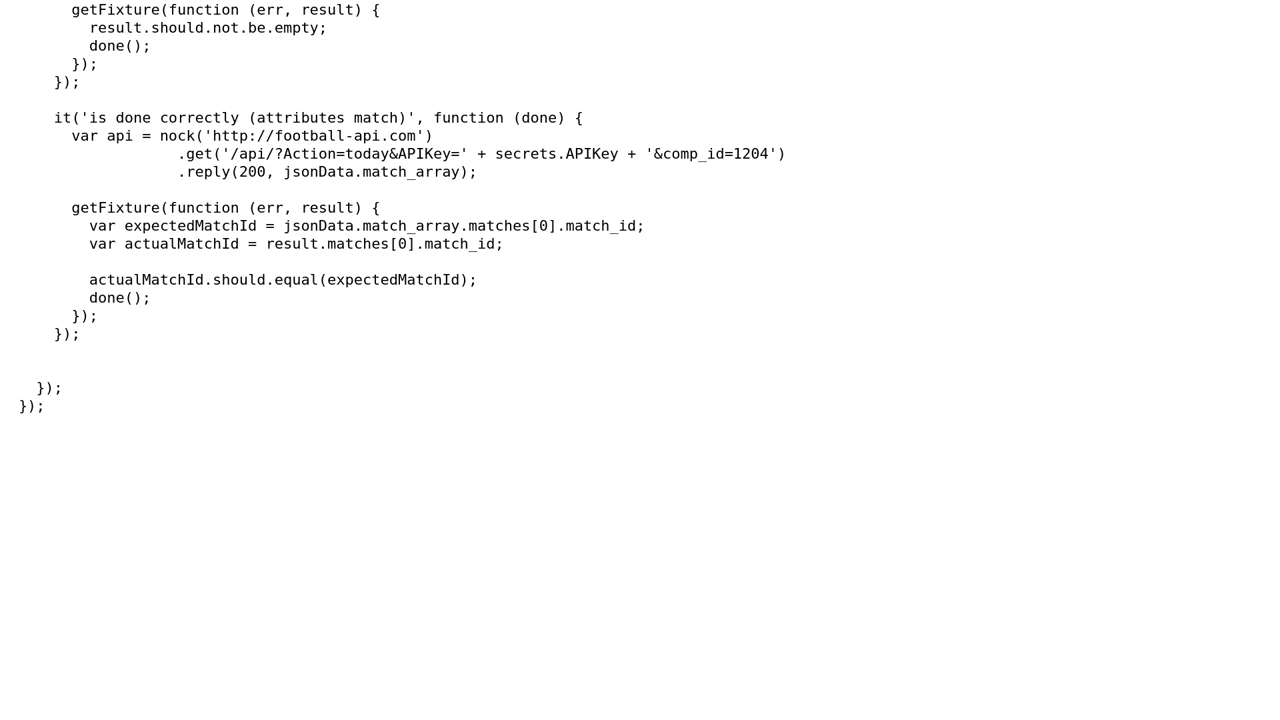 getFixture(function (err, result) {
        result.should.not.be.empty;
        done();
      });
    });

    it('is done correctly (attributes match)', function (done) {
      var api = nock('http://football-api.com')
                  .get('/api/?Action=today&APIKey=' + secrets.APIKey + '&comp_id=1204')
                  .reply(200, jsonData.match_array);

      getFixture(function (err, result) {
        var expectedMatchId = jsonData.match_array.matches[0].match_id;
        var actualMatchId = result.matches[0].match_id;

        actualMatchId.should.equal(expectedMatchId);
        done();
      });
    });


  });
});